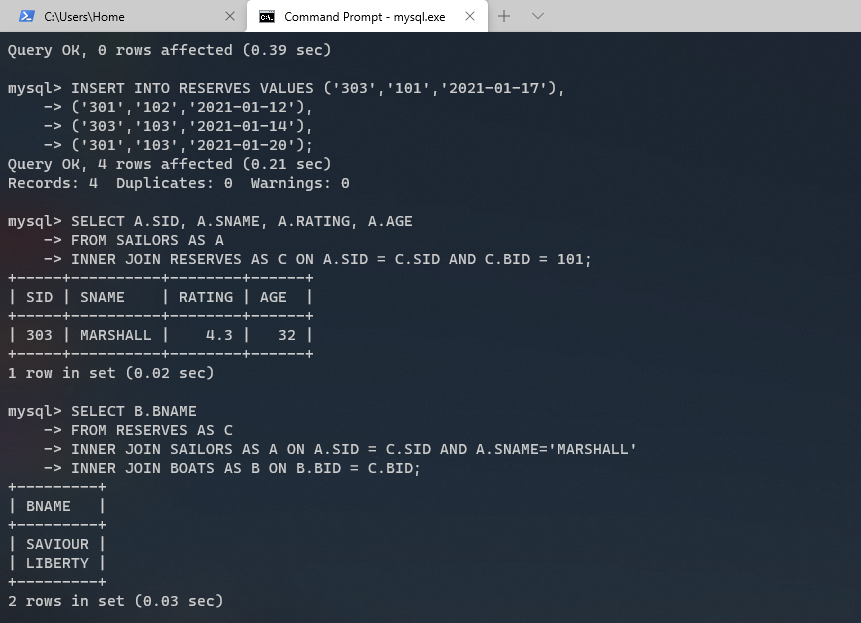 C:\Users\Home
Command Prompt - mysql.exe
Query OK, 0 rows affected (0.39 sec)
mysql> INSERT INTO RESERVES VALUES ('303','101','2021-01-17'),
    -> ('301','102','2021-01-12'),
    -> ('303','103','2021-01-14'),
    -> ('301','103','2021-01-20');
Query OK, 4 rows affected (0.21 sec)
Records: 4  Duplicates: 0  Warnings: 0
mysql> SELECT A.SID, A.SNAME, A.RATING, A.AGE
    -> FROM SAILORS AS A
    -> INNER JOIN RESERVES AS C ON A.SID = C.SID AND C.BID = 101;
+-----+----------+--------+------+
| SID | SNAME    | RATING | AGE  |
+-----+----------+--------+------+
| 303 | MARSHALL |    4.3 |   32 |
+-----+----------+--------+------+
1 row in set (0.02 sec)
mysql> SELECT B.BNAME
    -> FROM RESERVES AS C
    -> INNER JOIN SAILORS AS A ON A.SID = C.SID AND A.SNAME='MARSHALL'
    -> INNER JOIN BOATS AS B ON B.BID = C.BID;
+---------+
| BNAME   |
+---------+
| SAVIOUR |
| LIBERTY |
+---------+
2 rows in set (0.03 sec)